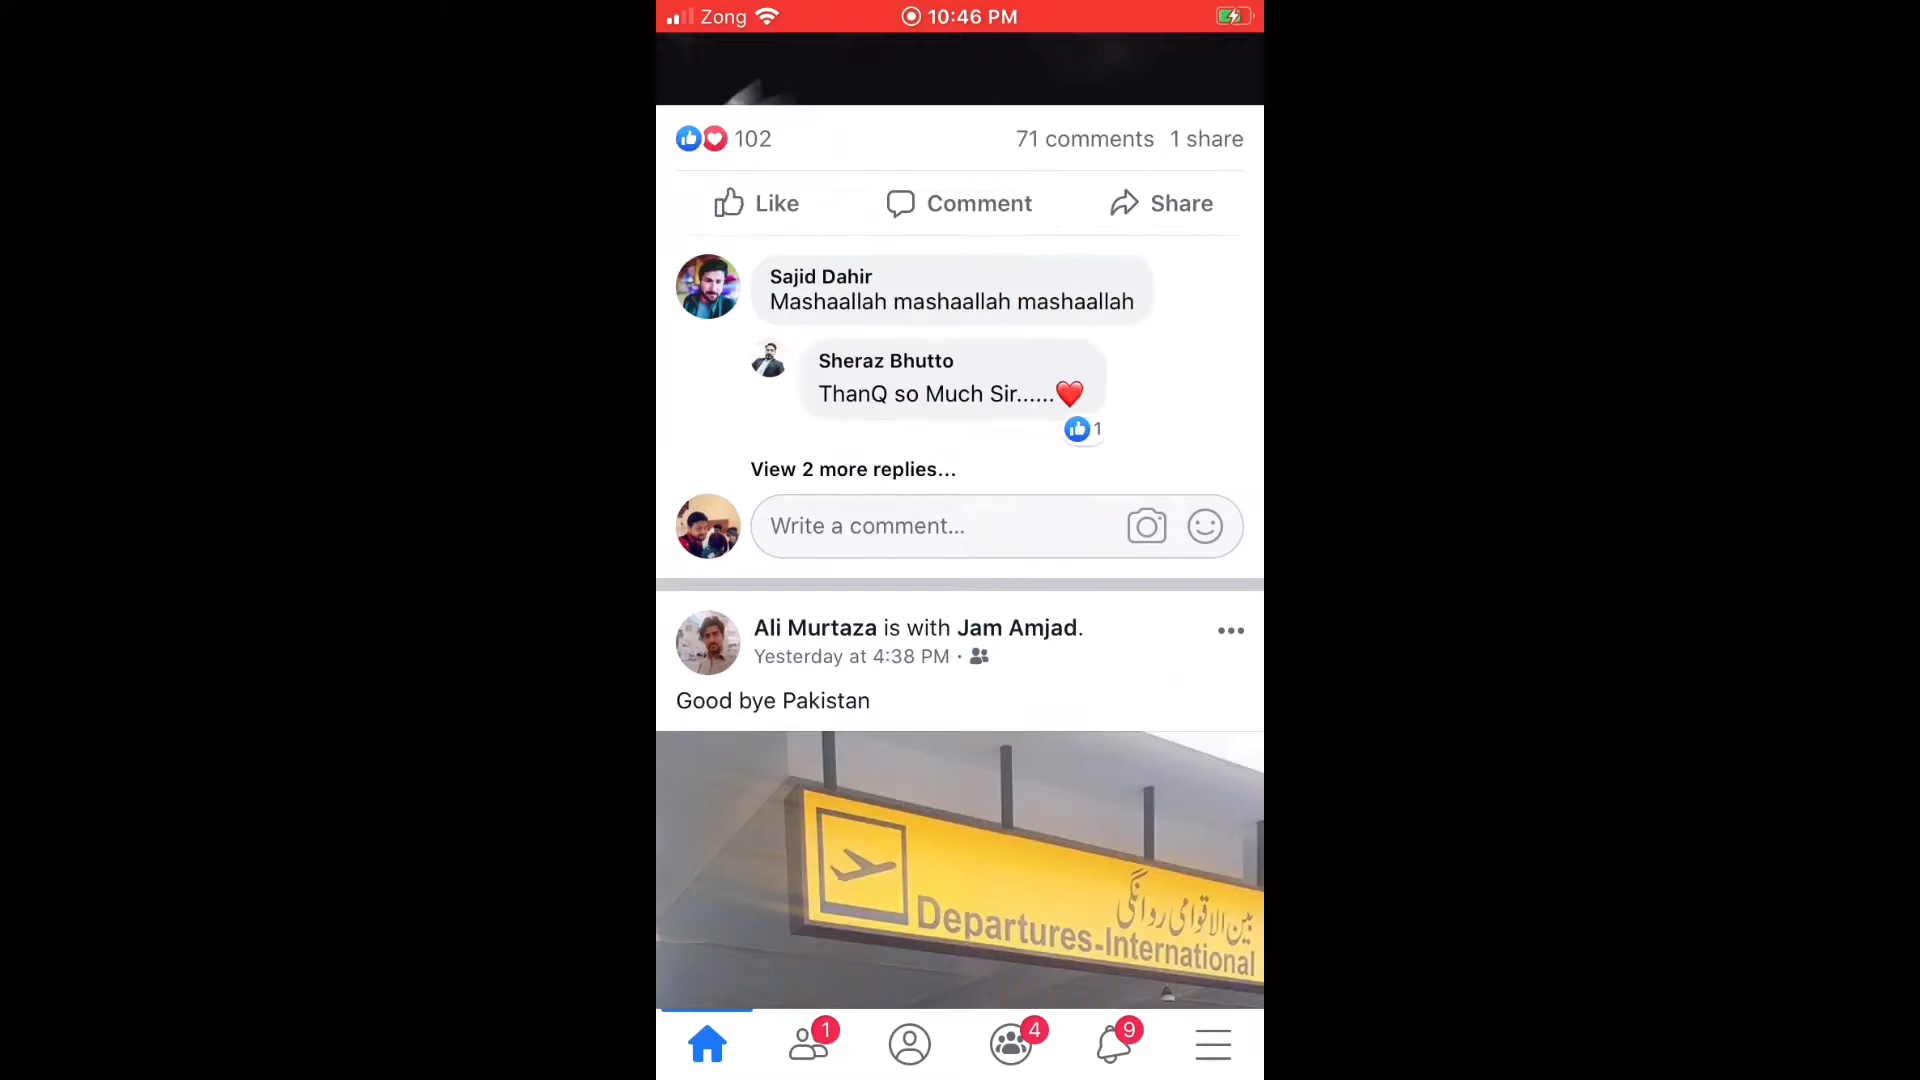 Zong 10:46 PM
102 71 comments 1 share
Like Comment Share
Sajid Dahir
Mashaallah mashaallah mashaallah
Sheraz Bhutto
ThanQ so Much Sir......❤️
1
View 2 more replies...
Write a comment...
Ali Murtaza is with Jam Amjad.
Yesterday at 4:38 PM ·
Good bye Pakistan
بین الاقوامی روانگی
Departures-International
1 4 9